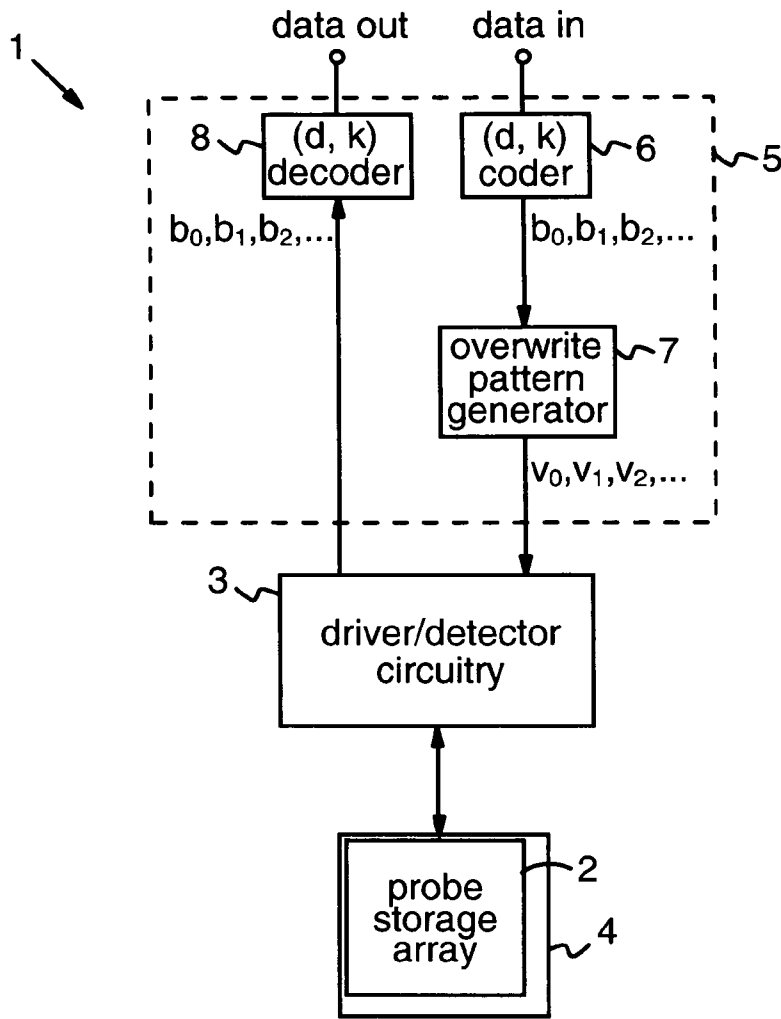 data out
data in
1
8
(d, k)
decoder
(d, k)
coder
6
5
b₀,b₁,b₂,...
b₀,b₁,b₂,...
overwrite
pattern
generator
7
v₀,v₁,v₂,...
3
driver/detector
circuitry
2
probe
storage
array
4